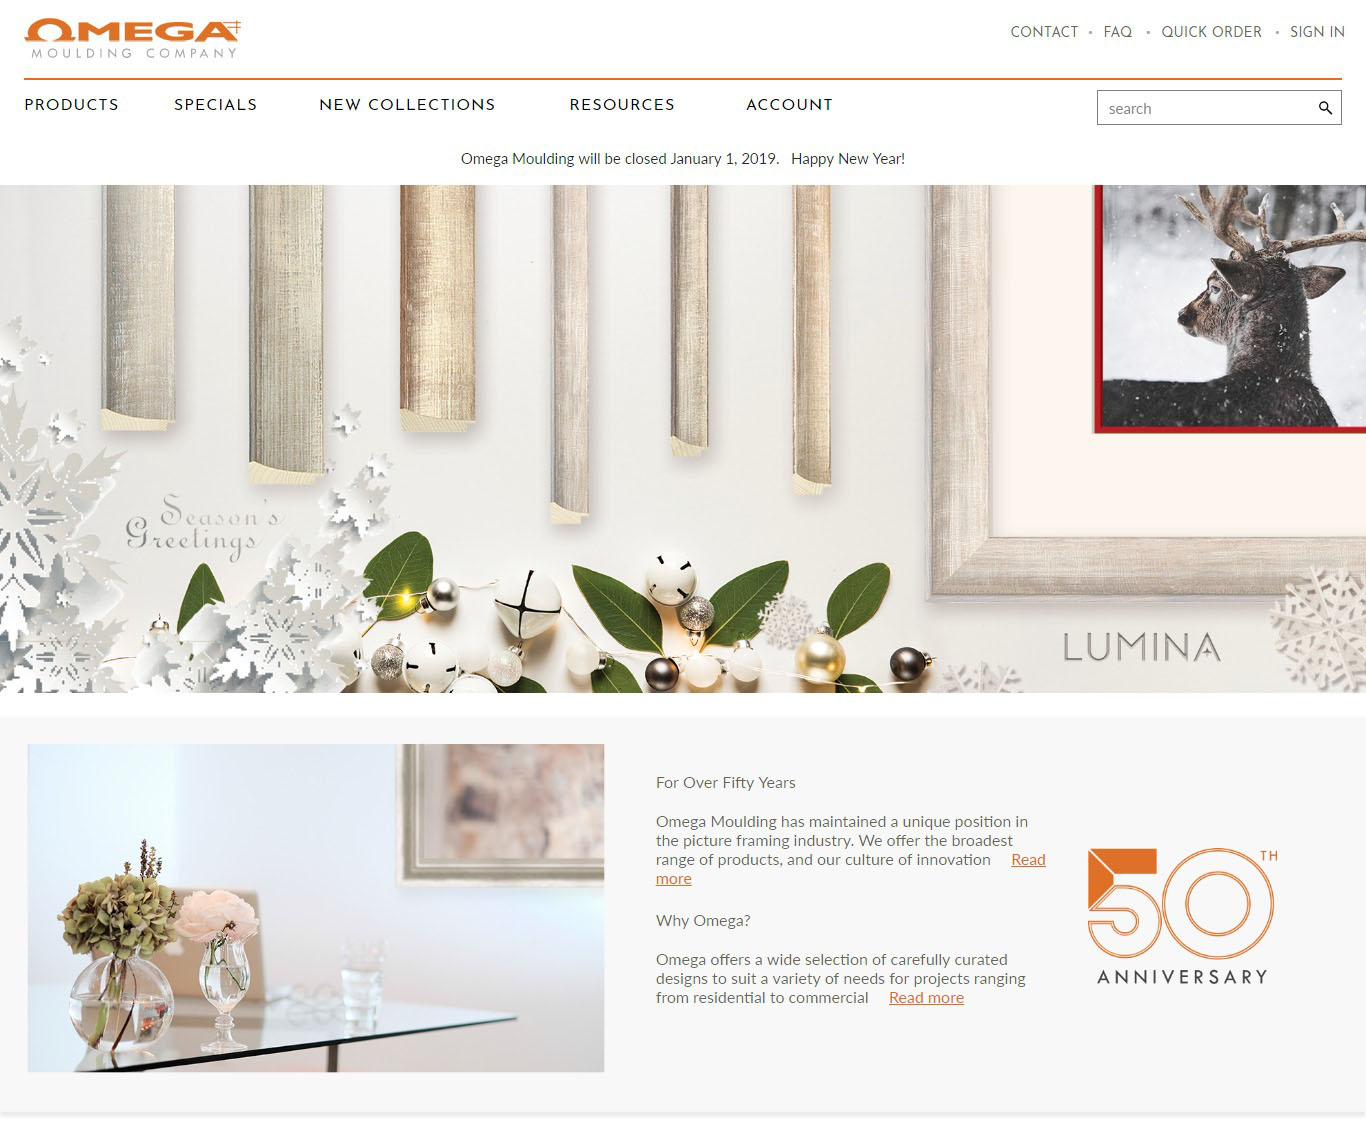 OMEGA
MOULDING COMPANY
CONTACT • FAQ • QUICK ORDER • SIGN IN
PRODUCTS SPECIALS NEW COLLECTIONS RESOURCES ACCOUNT
search
Omega Moulding will be closed January 1, 2019. Happy New Year!
Season's
Greetings
LUMINA
For Over Fifty Years
Omega Moulding has maintained a unique position in
the picture framing industry. We offer the broadest
range of products, and our culture of innovation Read
more
Why Omega?
Omega offers a wide selection of carefully curated
designs to suit a variety of needs for projects ranging
from residential to commercial Read more
50TH
ANNIVERSARY